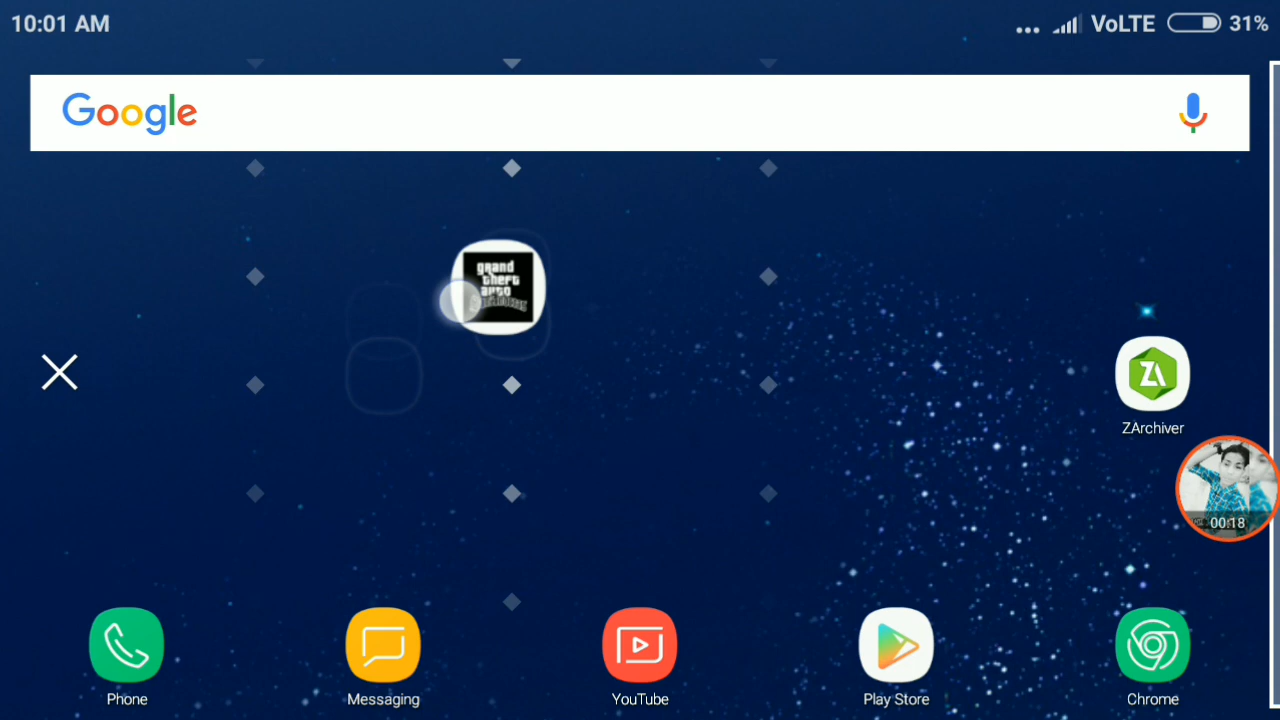 10:01 AM
VoLTE 31%
Google
grand
theft
auto
ZArchiver
00:18
Phone
Messaging
YouTube
Play Store
Chrome